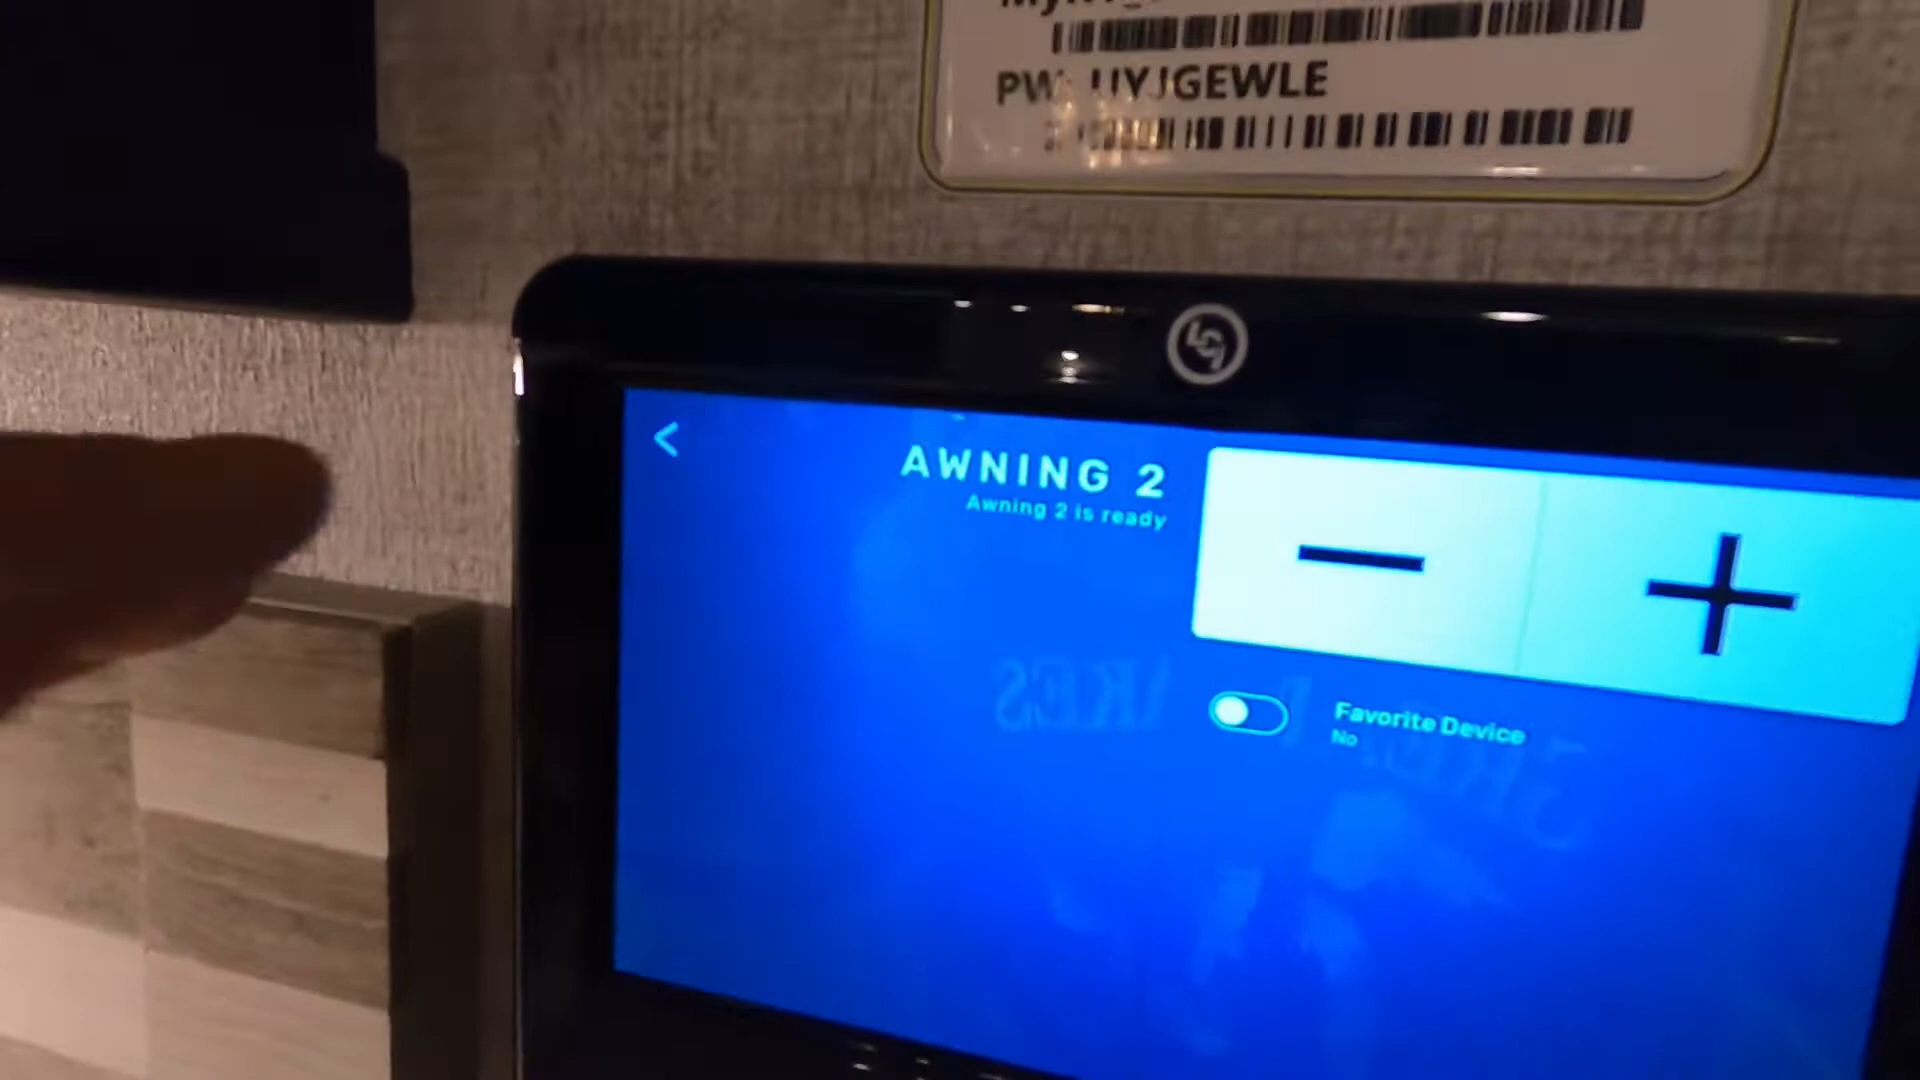 PW: UYJGEWLE
<
AWNING 2
Awning 2 is ready
− +
Favorite Device
No